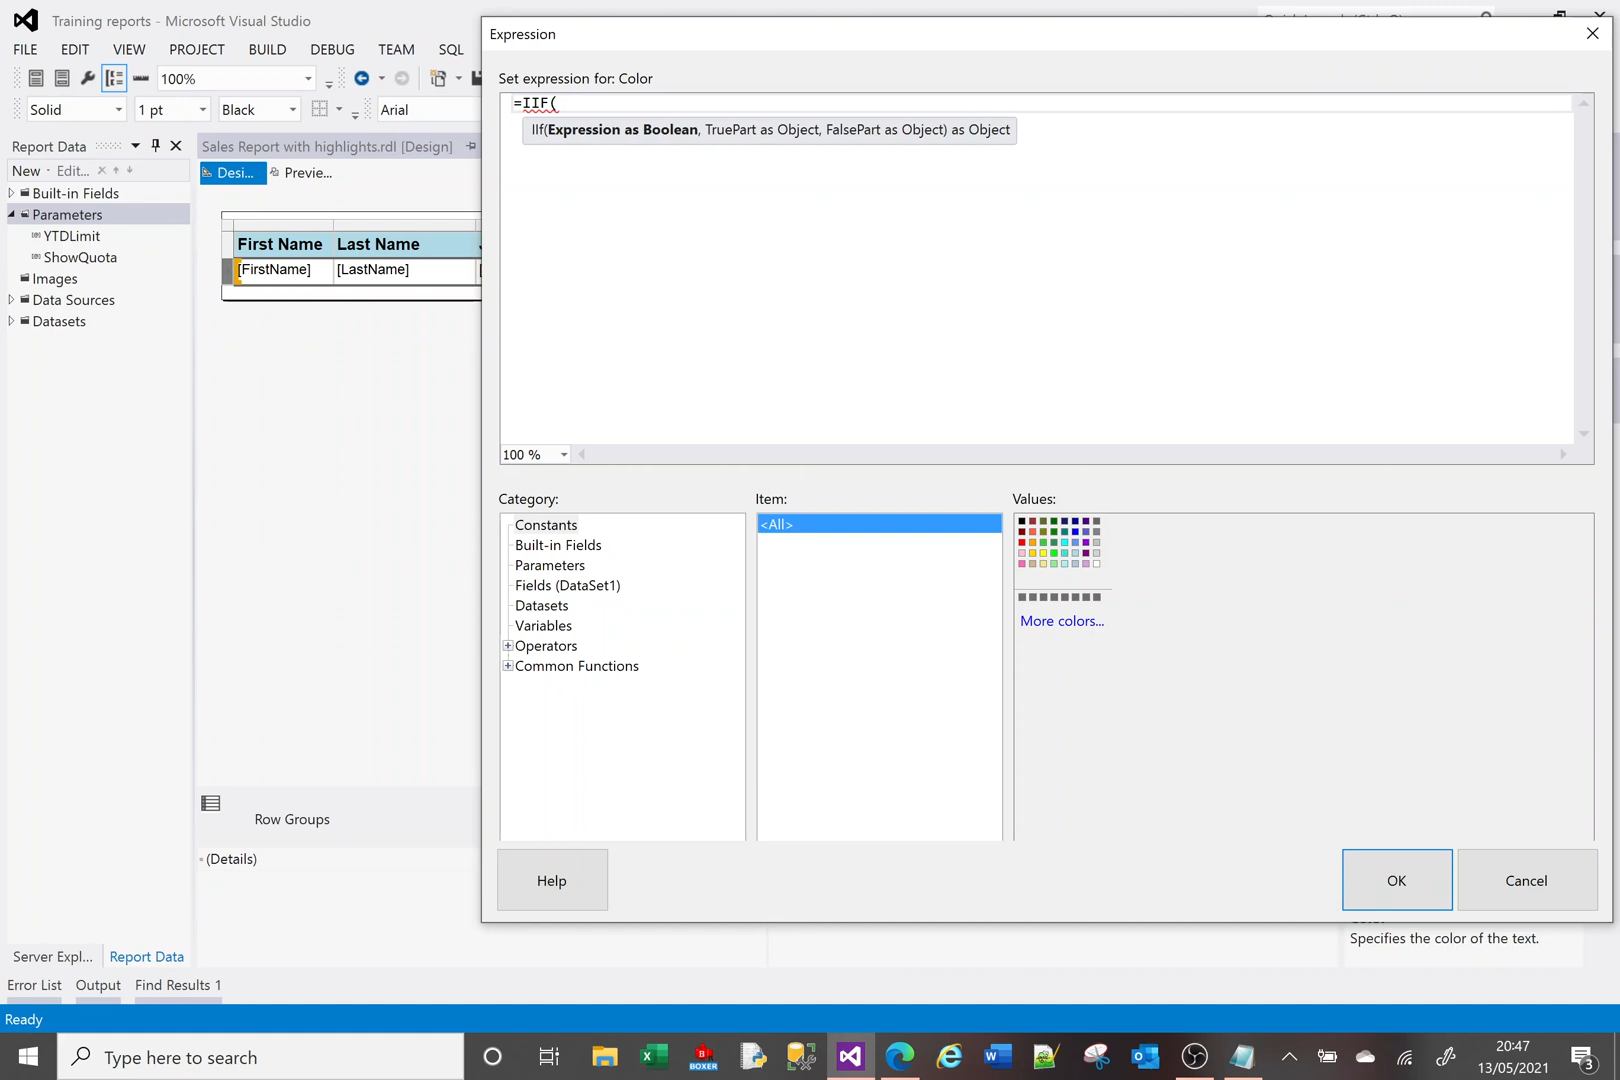 Training reports - Microsoft Visual Studio
FILE EDIT VIEW PROJECT BUILD DEBUG TEAM SQL
100%
Solid 1 pt Black Arial
Report Data
New Edit...
Built-in Fields
Parameters
YTDLimit
ShowQuota
Images
Data Sources
Datasets
Sales Report with highlights.rdl [Design]
Desi... Previe...
First Name Last Name
[FirstName] [LastName] [
Row Groups
(Details)
Expression
Set expression for: Color
=IIF(
IIf(Expression as Boolean, TruePart as Object, FalsePart as Object) as Object
100 %
Category: Item: Values:
Constants
Built-in Fields
Parameters
Fields (DataSet1)
Datasets
Variables
Operators
Common Functions
<All>
More colors...
Help OK Cancel
Specifies the color of the text.
Server Expl... Report Data
Error List Output Find Results 1
Ready
Type here to search
BOXER
20:47
13/05/2021
3